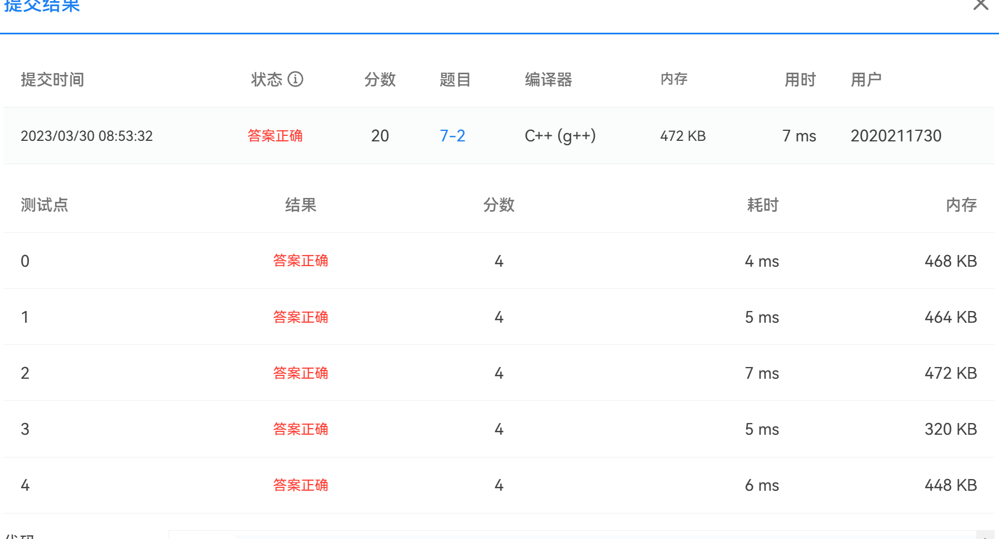 提交结果
提交时间 状态 分数 题目 编译器 内存 用时 用户
2023/03/30 08:53:32 答案正确 20 7-2 C++ (g++) 472 KB 7 ms 2020211730
测试点 结果 分数 耗时 内存
0 答案正确 4 4 ms 468 KB
1 答案正确 4 5 ms 464 KB
2 答案正确 4 7 ms 472 KB
3 答案正确 4 5 ms 320 KB
4 答案正确 4 6 ms 448 KB
代码